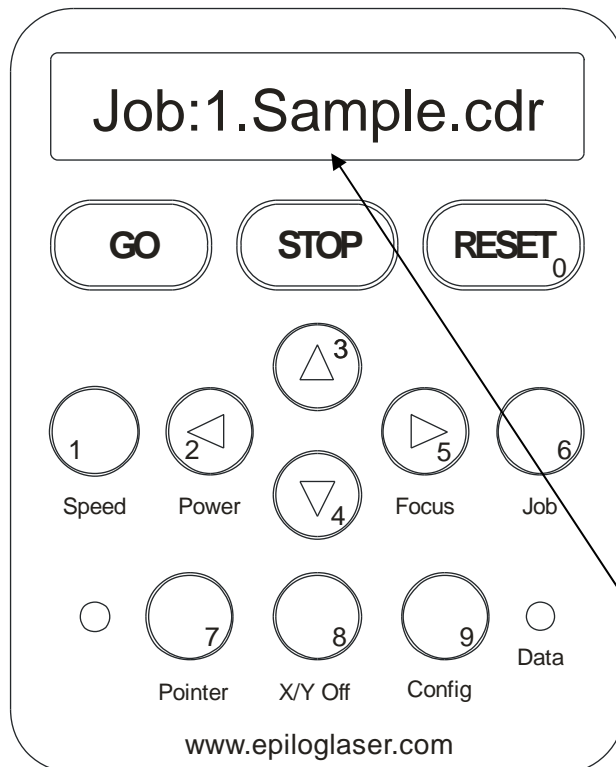 Job:1.Sample.cdr
GO STOP RESET 0
3
1 2 5 6
Speed Power 4 Focus Job
7 8 9
Data
Pointer X/Y Off Config
www.epiloglaser.com